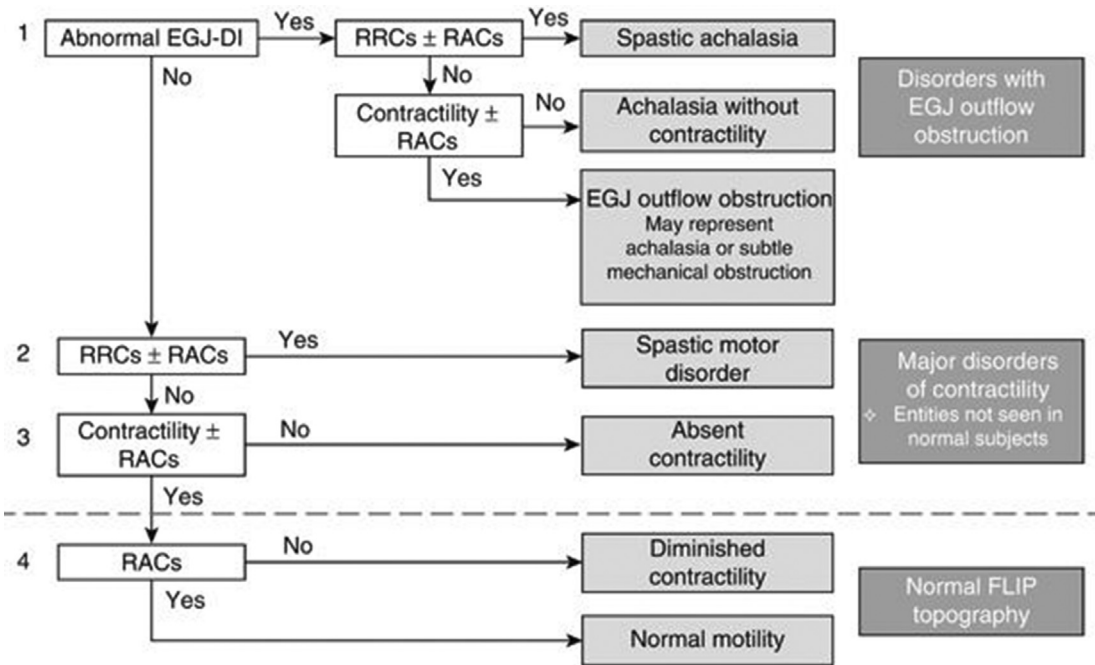 1
Abnormal EGJ-DI
Yes
RRCs ± RACs
Yes
Spastic achalasia
No
No
Contractility ±
RACs
No
Achalasia without
contractility
Disorders with
EGJ outflow
obstruction
Yes
EGJ outflow obstruction
May represent
achalasia or subtle
mechanical obstruction
2
RRCs ± RACs
Yes
Spastic motor
disorder
Major disorders
of contractility
✧ Entities not seen in
normal subjects
No
3
Contractility ±
RACs
No
Absent
contractility
Yes
4
RACs
No
Diminished
contractility
Normal FLIP
topography
Yes
Normal motility